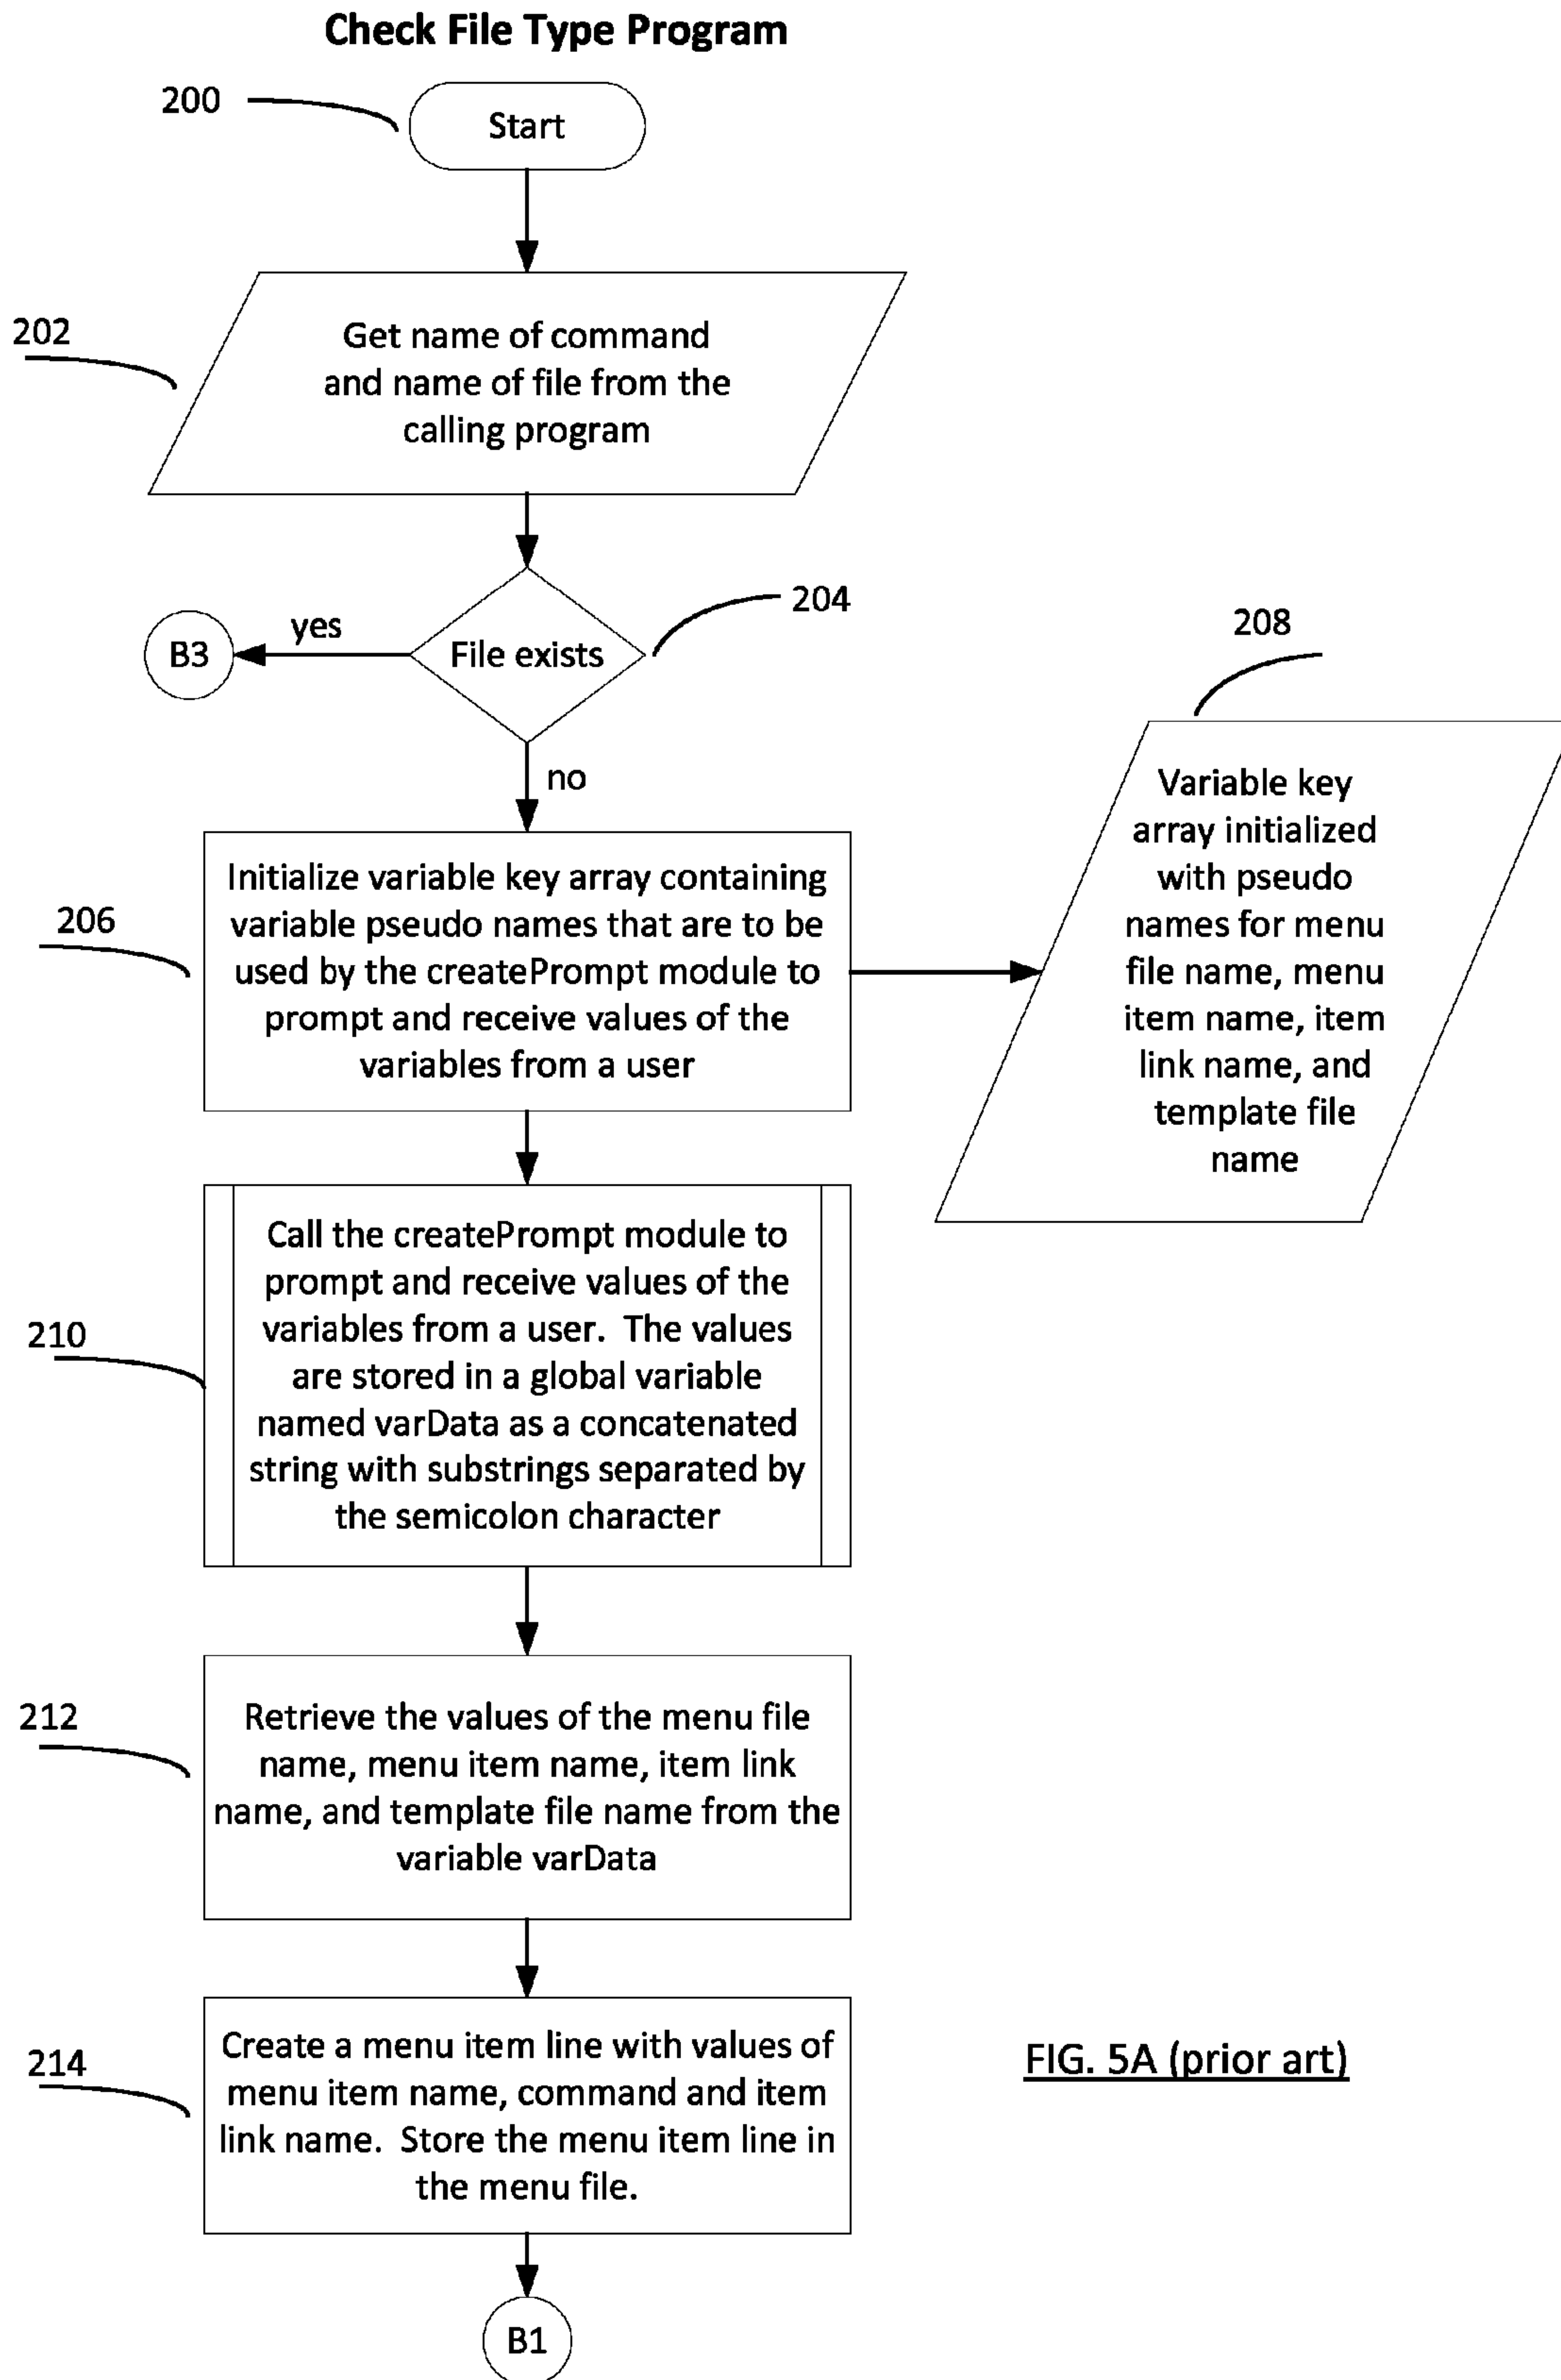 Check File Type Program
200
Start
202
Get name of command
and name of file from the
calling program
204
File exists
yes
B3
no
206
Initialize variable key array containing
variable pseudo names that are to be
used by the createPrompt module to
prompt and receive values of the
variables from a user
208
Variable key
array initialized
with pseudo
names for menu
file name, menu
item name, item
link name, and
template file
name
210
Call the createPrompt module to
prompt and receive values of the
variables from a user.  The values
are stored in a global variable
named varData as a concatenated
string with substrings separated by
the semicolon character
212
Retrieve the values of the menu file
name, menu item name, item link
name, and template file name from the
variable varData
214
Create a menu item line with values of
menu item name, command and item
link name.  Store the menu item line in
the menu file.
B1
FIG. 5A (prior art)